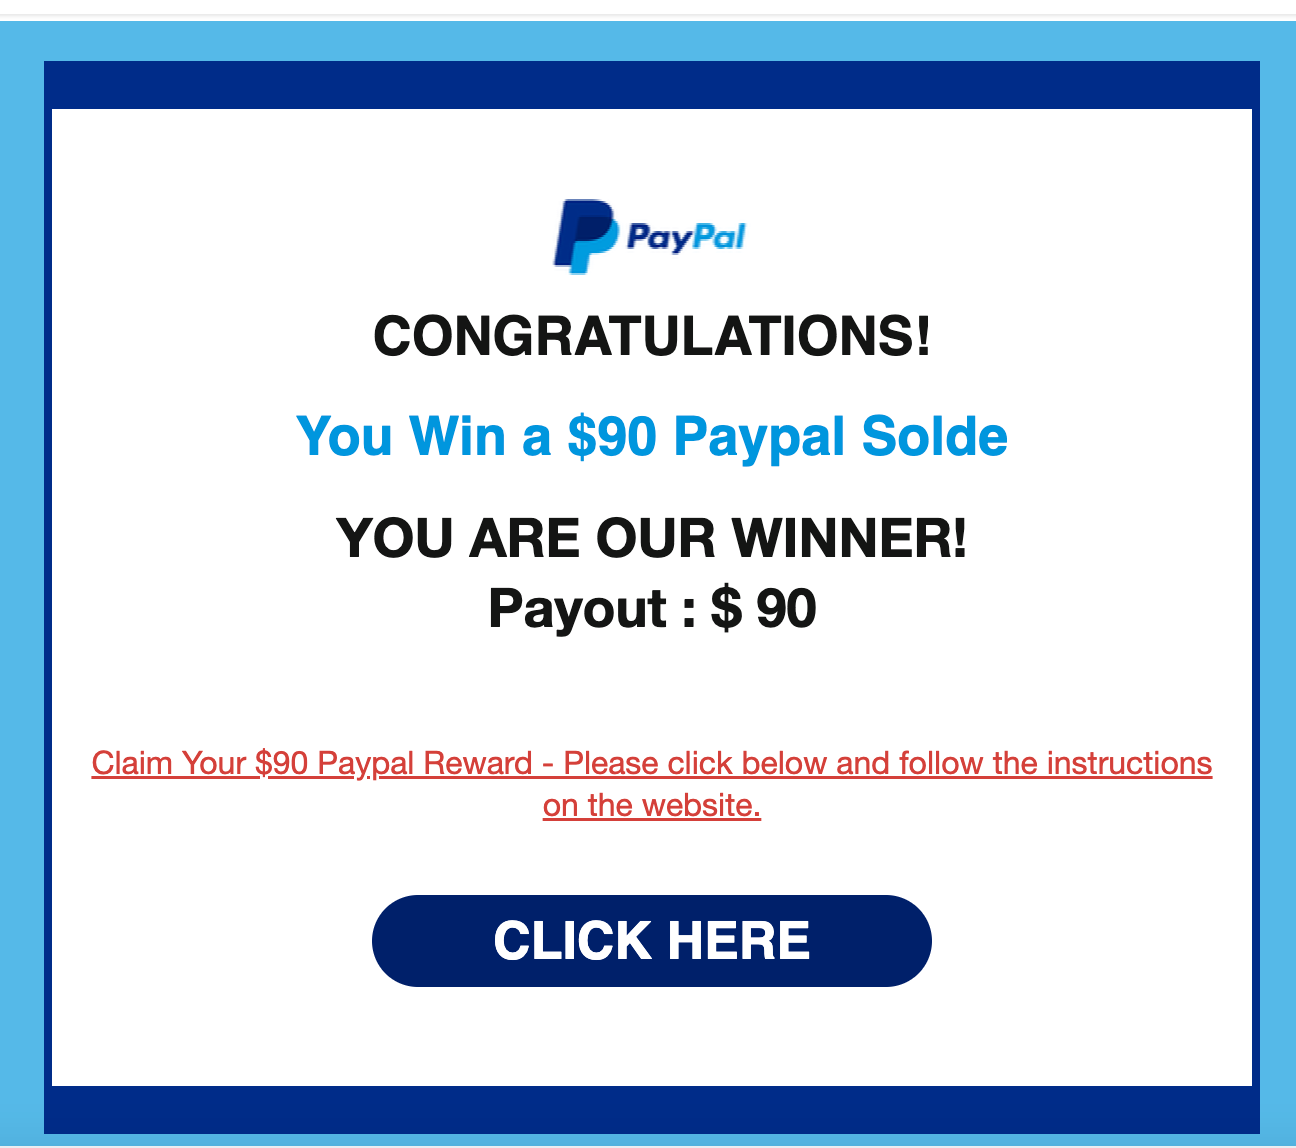 PayPal
CONGRATULATIONS!
You Win a $90 Paypal Solde
YOU ARE OUR WINNER!
Payout : $ 90
Claim Your $90 Paypal Reward - Please click below and follow the instructions
on the website.
CLICK HERE